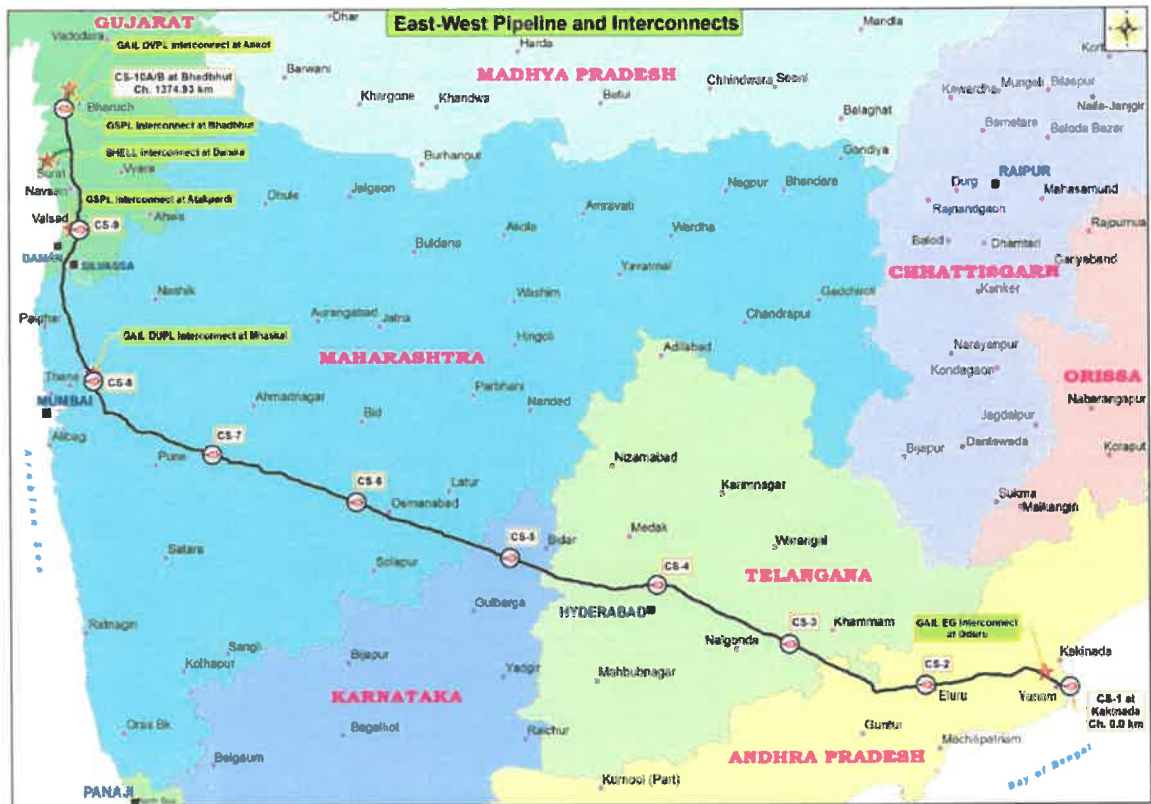 East-West Pipeline and Interconnects
GUJARAT
Vadodara
GAIL DVPL Interconnect at Ankot
CS-10A/B at Bhadbhut
Ch. 1374.93 km
Bharuch
GSPL Interconnect at Bhadbhut
SHELL Interconnect at
Surat
Vyara
Navsari
GSPL Interconnect at Atakpardi
Valsad
Ahwa
CS-9
DAMAN
SILVASSA
Dhar
Harda
Mandla
Barwani
MADHYA PRADESH
Chhindwara
Seoni
Khargone
Khandwa
Betul
Balaghat
Burhanpur
Gondiya
Kawardha
Mungeli
Bilaspur
Naila-Janjgir
Bemetara
Baloda Bazar
RAIPUR
Durg
Mahasamund
Rajnandgaon
Balod
Dhamtari
Gariyaband
CHHATTISGARH
Kanker
Narayanpur
Kondagaon
Jagdalpur
Bijapur
Dantewada
Sukma
Malkangiri
ORISSA
Nabarangapur
Koraput
Dhule
Jalgaon
Nagpur
Bhandara
Amravati
Akola
Wardha
Buldana
Yavatmal
Nashik
Washim
Gadchiroli
Aurangabad
Jalna
Chandrapur
Palghar
GAIL DUPL Interconnect at Mhaskal
MAHARASHTRA
Hingoli
Adilabad
Thane
CS-8
MUMBAI
Parbhani
Ahmadnagar
Bid
Nanded
Alibag
Pune
CS-7
Nizamabad
CS-6
Latur
Osmanabad
Karimnagar
Arabian Sea
Medak
CS-5
Bidar
Warangal
Satara
Solapur
CS-4
TELANGANA
Gulbarga
HYDERABAD
Ratnagiri
Khammam
CS-3
GAIL EG Interconnect
at Oduru
Nalgonda
Kakinada
Sangli
Kolhapur
Bijapur
Yadgir
Mahbubnagar
CS-2
Eluru
Yanam
KARNATAKA
CS-1 at
Kakinada
Ch. 0.0 km
Oras Bk.
Bagalkot
Raichur
Guntur
Machilipatnam
ANDHRA PRADESH
Belgaum
Kurnool (Part)
Bay of Bengal
PANAJI